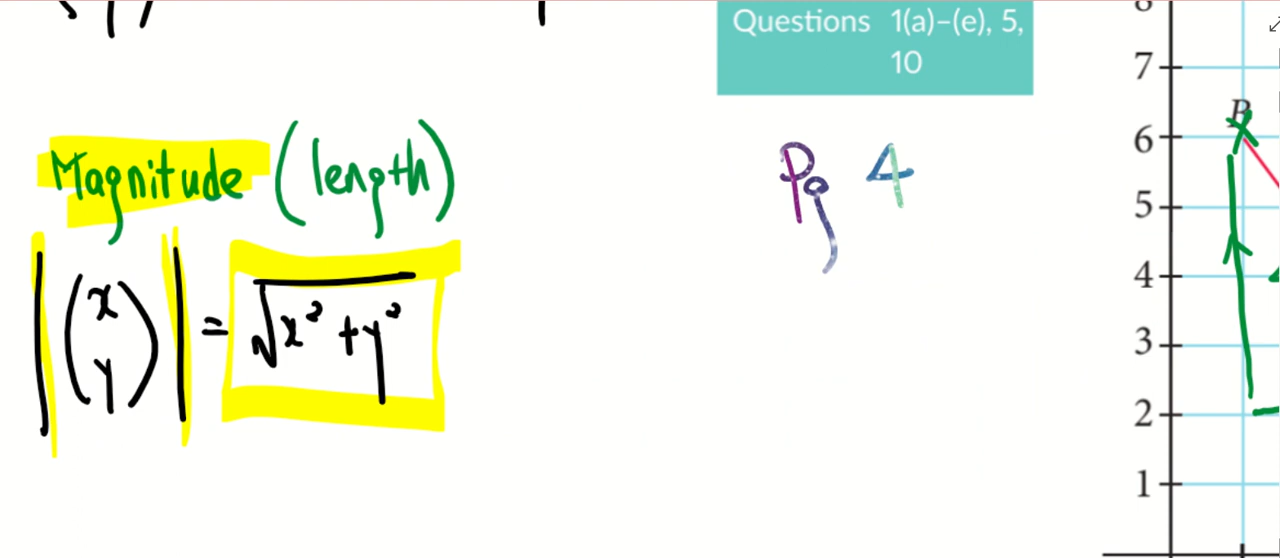 Questions 1(a)–(e), 5,
10
Magnitude (length)
|(x y)| = √x² + y²
Pg 4
8
7
B
6
5
4
3
2
1